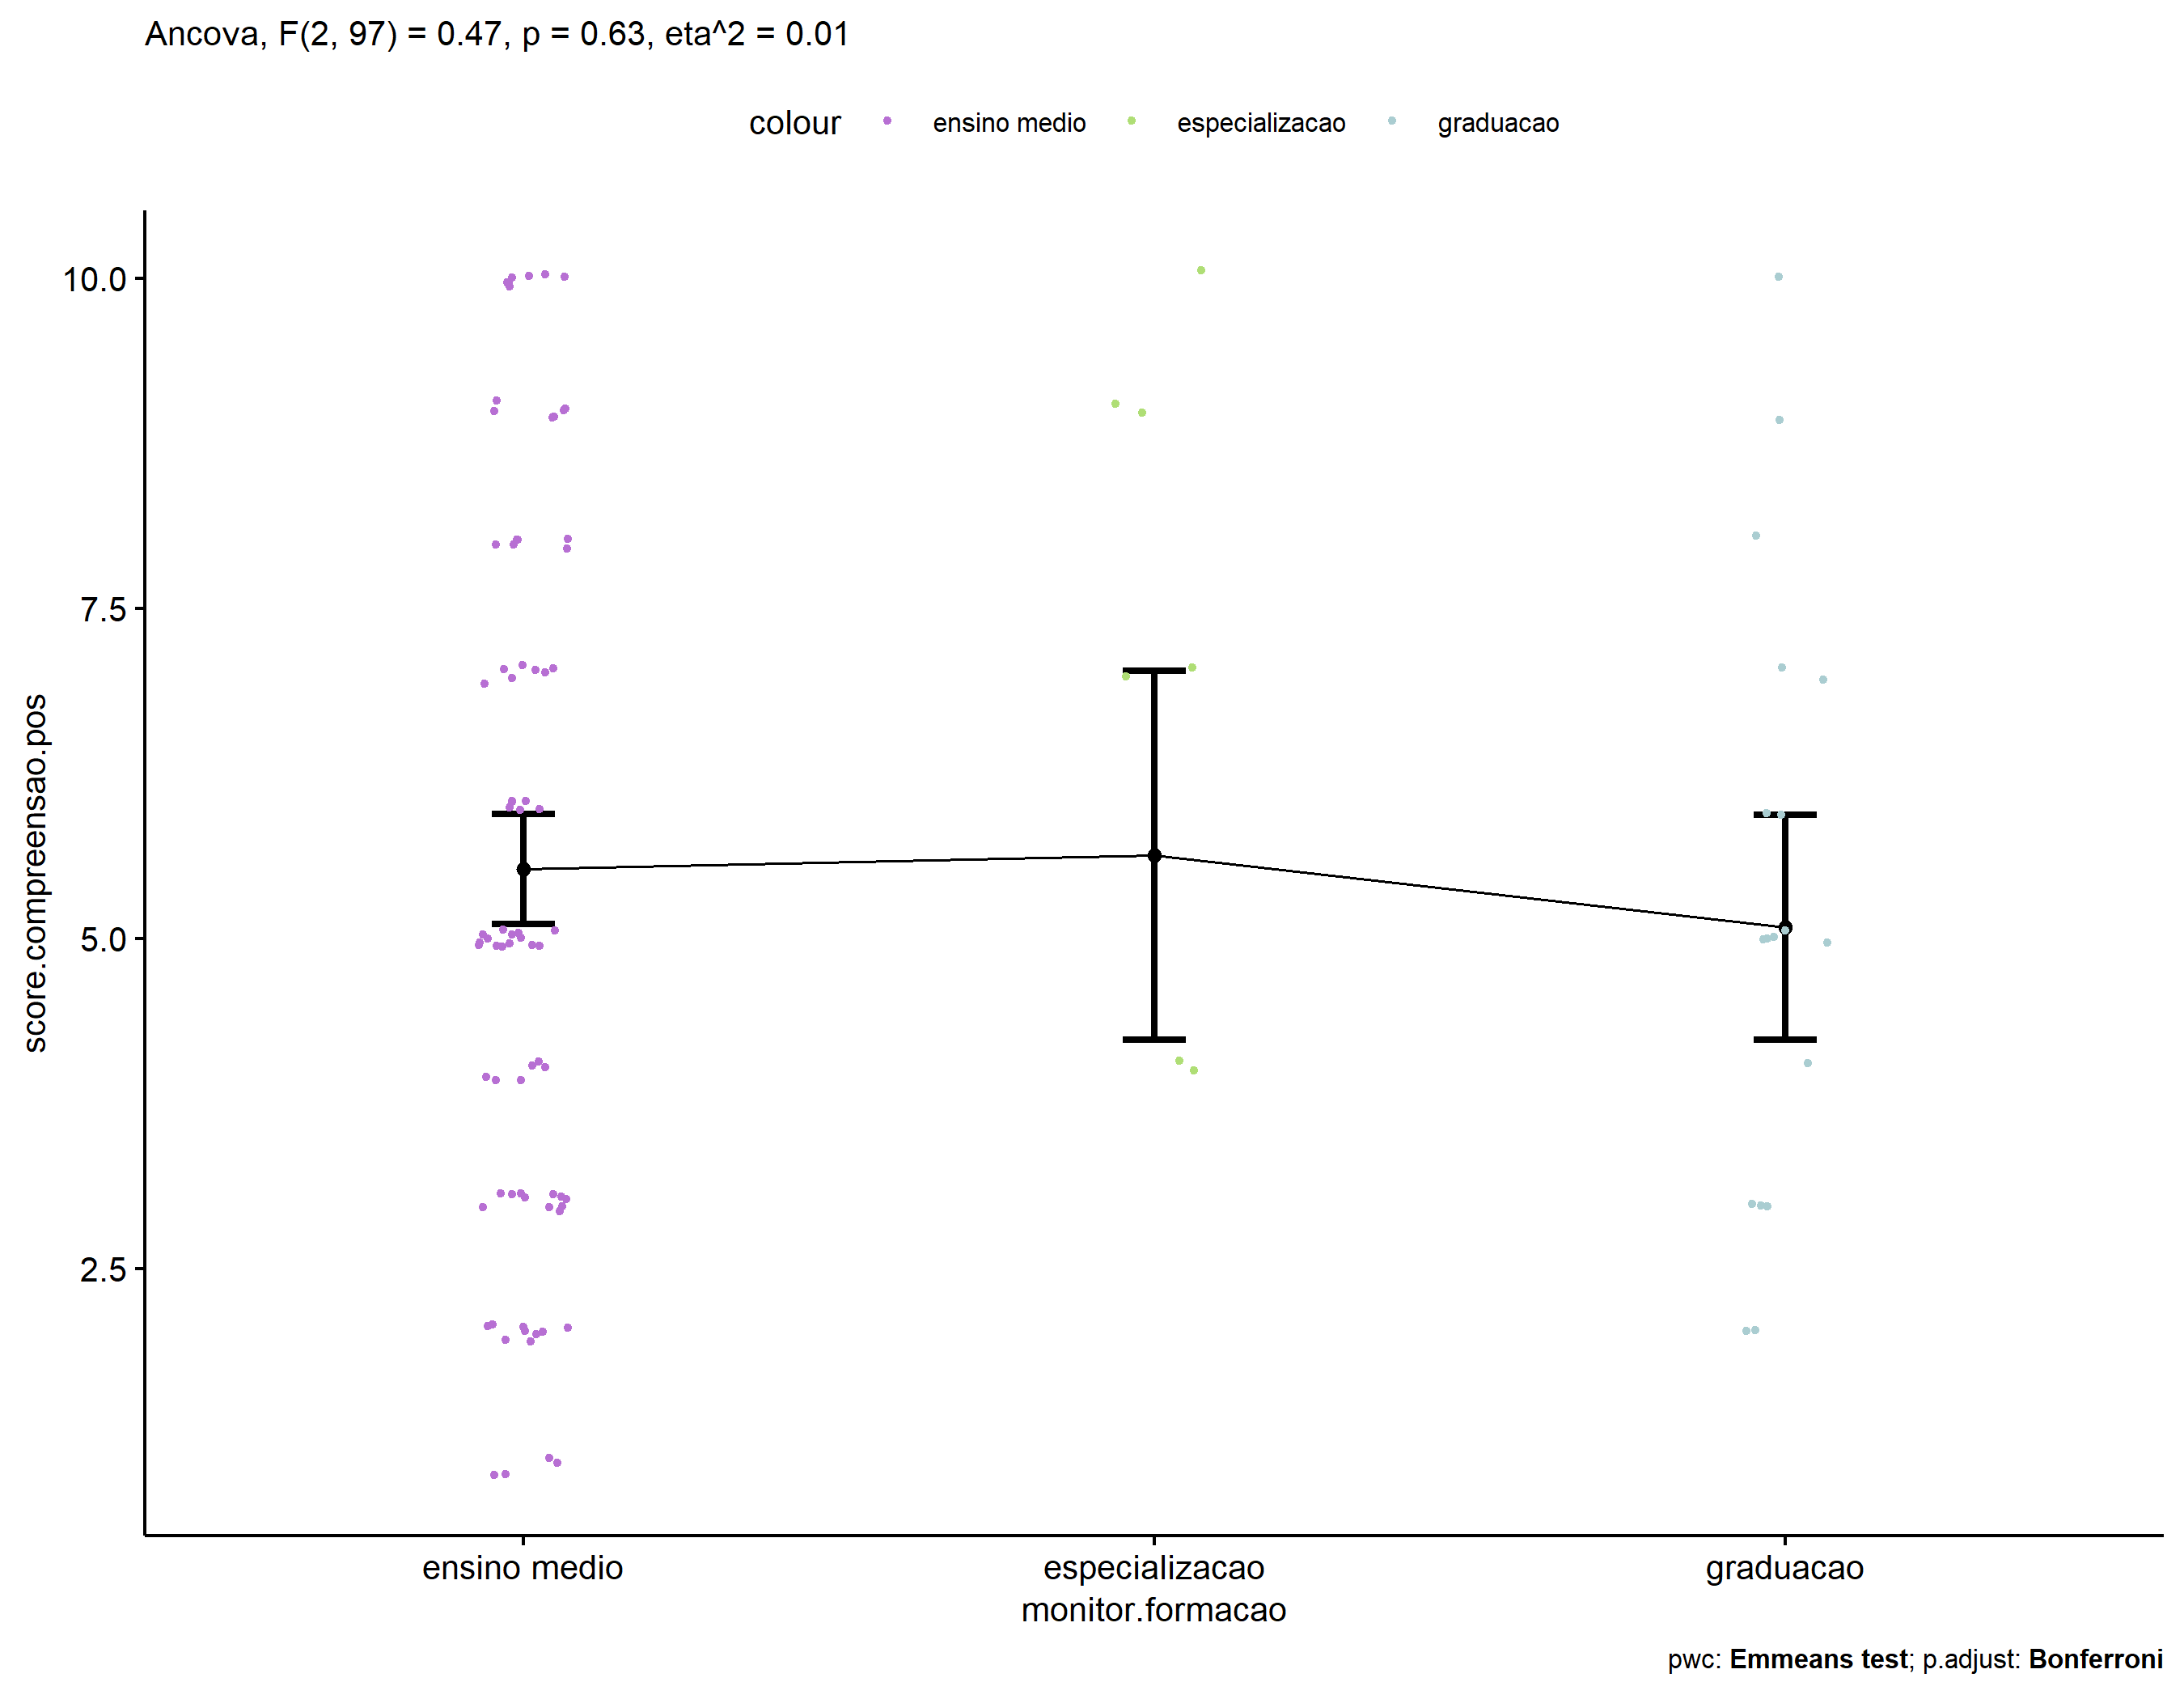 Ancova, F(2, 97) = 0.47, p = 0.63, eta^2 = 0.01
colour ensino medio especializacao graduacao
10.0
7.5
5.0
2.5
score.compreensao.pos
ensino medio especializacao graduacao
monitor.formacao
pwc: Emmeans test; p.adjust: Bonferroni